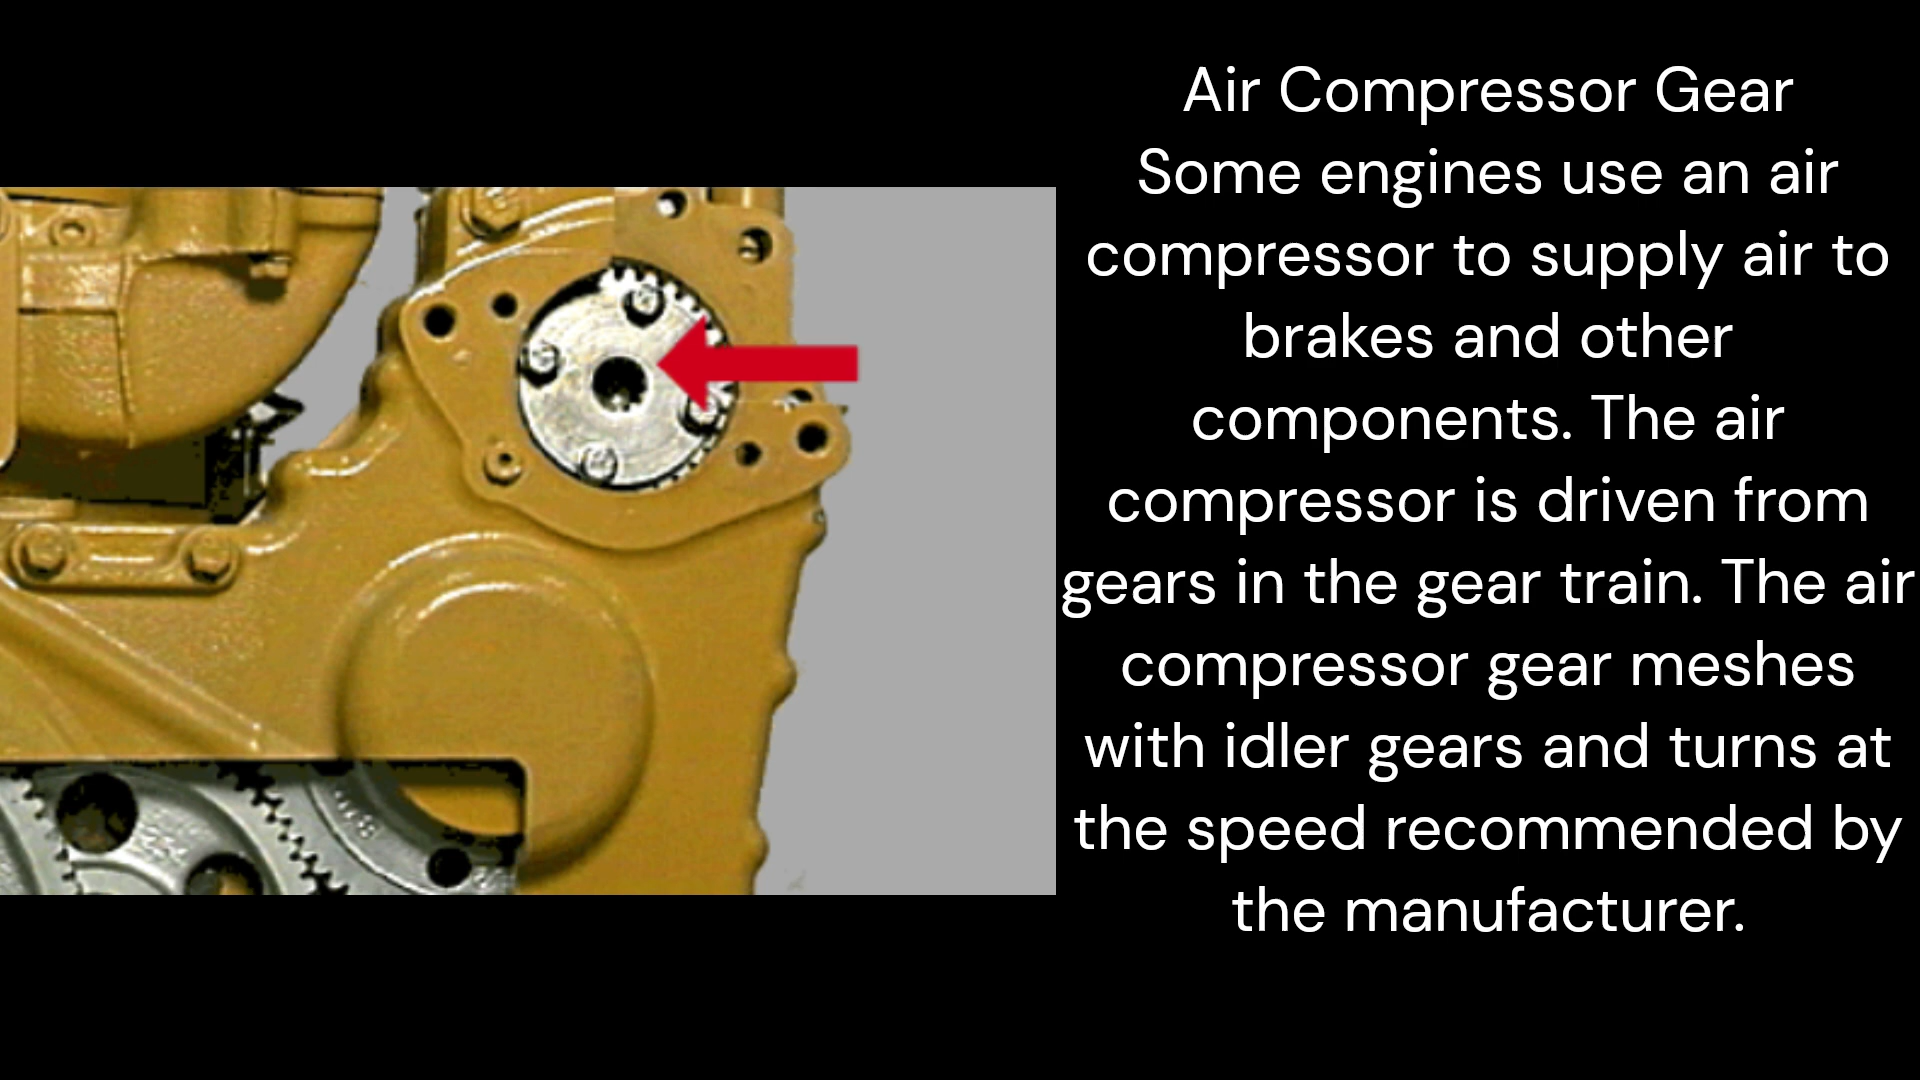 Air Compressor Gear
Some engines use an air
compressor to supply air to
brakes and other
components. The air
compressor is driven from
gears in the gear train. The air
compressor gear meshes
with idler gears and turns at
the speed recommended by
the manufacturer.